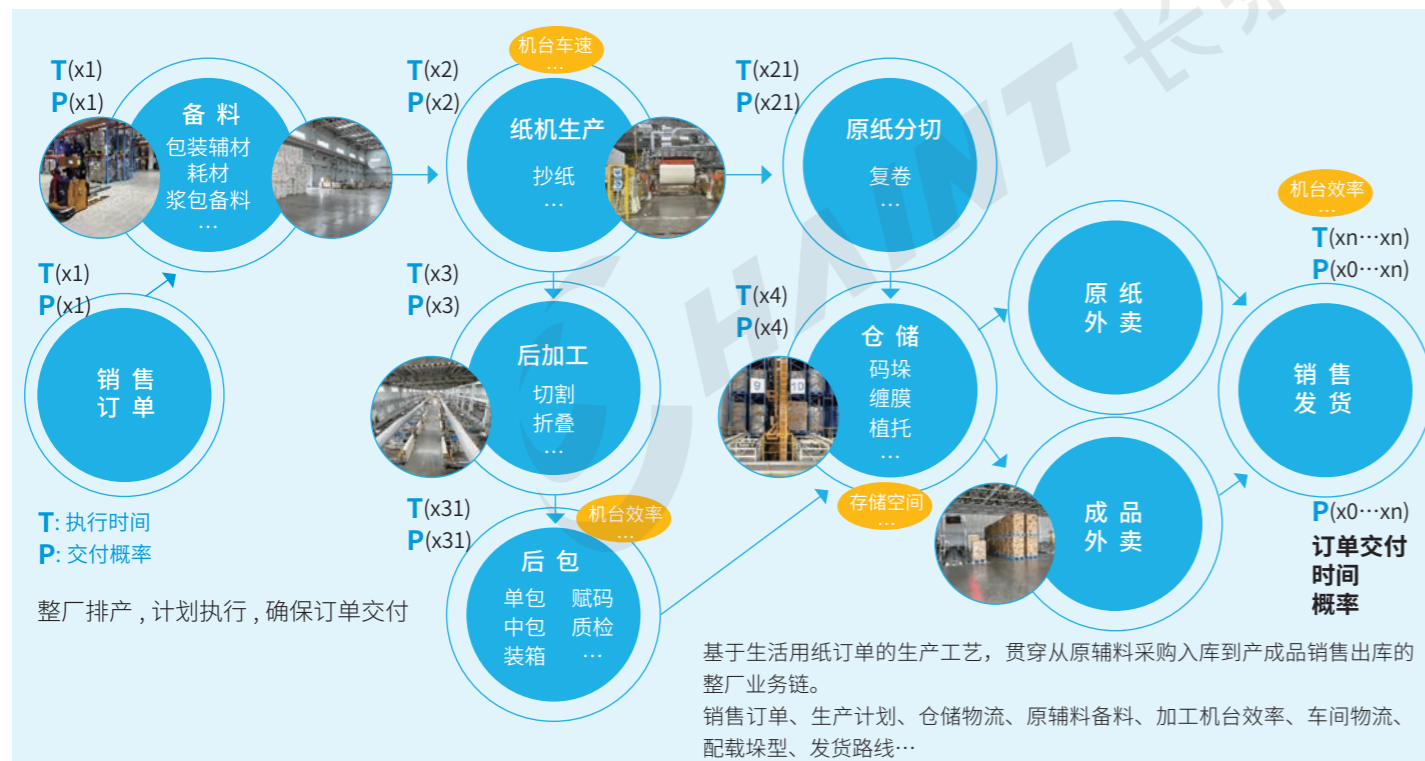 T(x1)
P(x1)
备 料
包装辅材
耗材
浆包备料
…
T(x2)
P(x2)
机台车速
…
纸机生产
抄纸
…
T(x21)
P(x21)
原纸分切
复卷
…
T(x1)
P(x1)
销 售
订 单
T(x3)
P(x3)
后加工
切割
折叠
…
T(x4)
P(x4)
仓 储
码垛
缠膜
植托
…
9
10
存储空间
…
原 纸
外 卖
成 品
外 卖
机台效率
…
T(xn…xn)
P(x0…xn)
销 售
发 货
P(x0…xn)
订单交付
时间
概率
T(x31)
P(x31)
机台效率
…
后 包
单包 赋码
中包 质检
装箱 …
T: 执行时间
P: 交付概率
整厂排产 , 计划执行 , 确保订单交付
基于生活用纸订单的生产工艺，贯穿从原辅料采购入库到产成品销售出库的
整厂业务链。
销售订单、生产计划、仓储物流、原辅料备料、加工机台效率、车间物流、
配载垛型、发货路线…
CHAINT 长